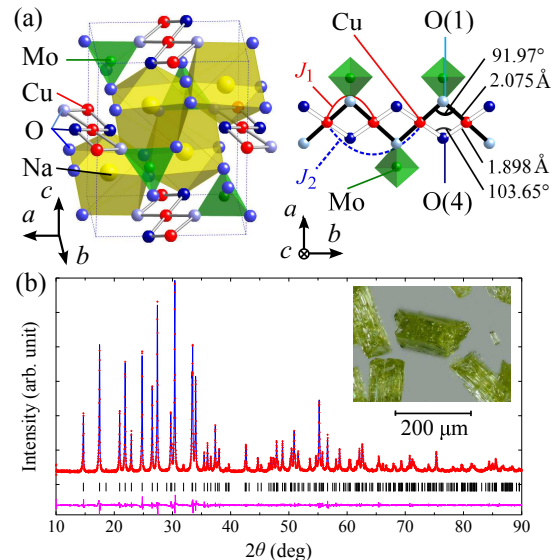 (a)
Mo
Cu
O
Na
c
a
b
Cu
O(1)
91.97°
2.075Å
J1
J2
1.898Å
103.65°
Mo
O(4)
a
c
b
(b)
Intensity (arb. unit)
200 μm
10 20 30 40 50 60 70 80 90
2θ (deg)